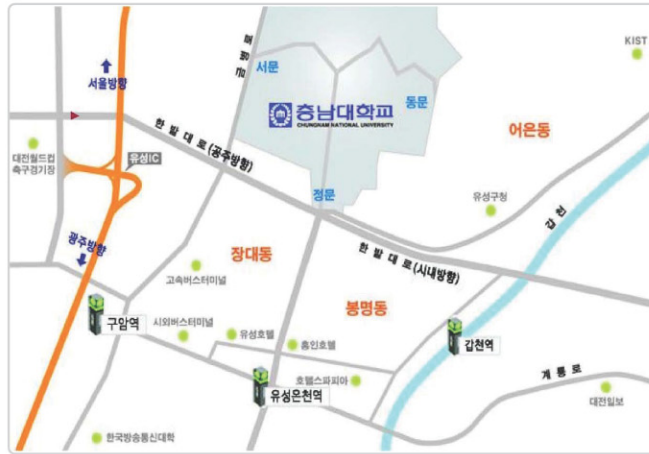 서울방향
금병로
서문
충남대학교
CHUNGNAM NATIONAL UNIVERSITY
동문
KIST
어은동
대전월드컵
축구경기장
유성IC
한밭대로(공주방향)
정문
유성구청
갑천
광주방향
장대동
고속버스터미널
한밭대로(시내방향)
봉명동
구암역
시외버스터미널
유성호텔
홍인호텔
갑천역
호텔스파피아
유성온천역
계룡로
대전일보
한국방송통신대학